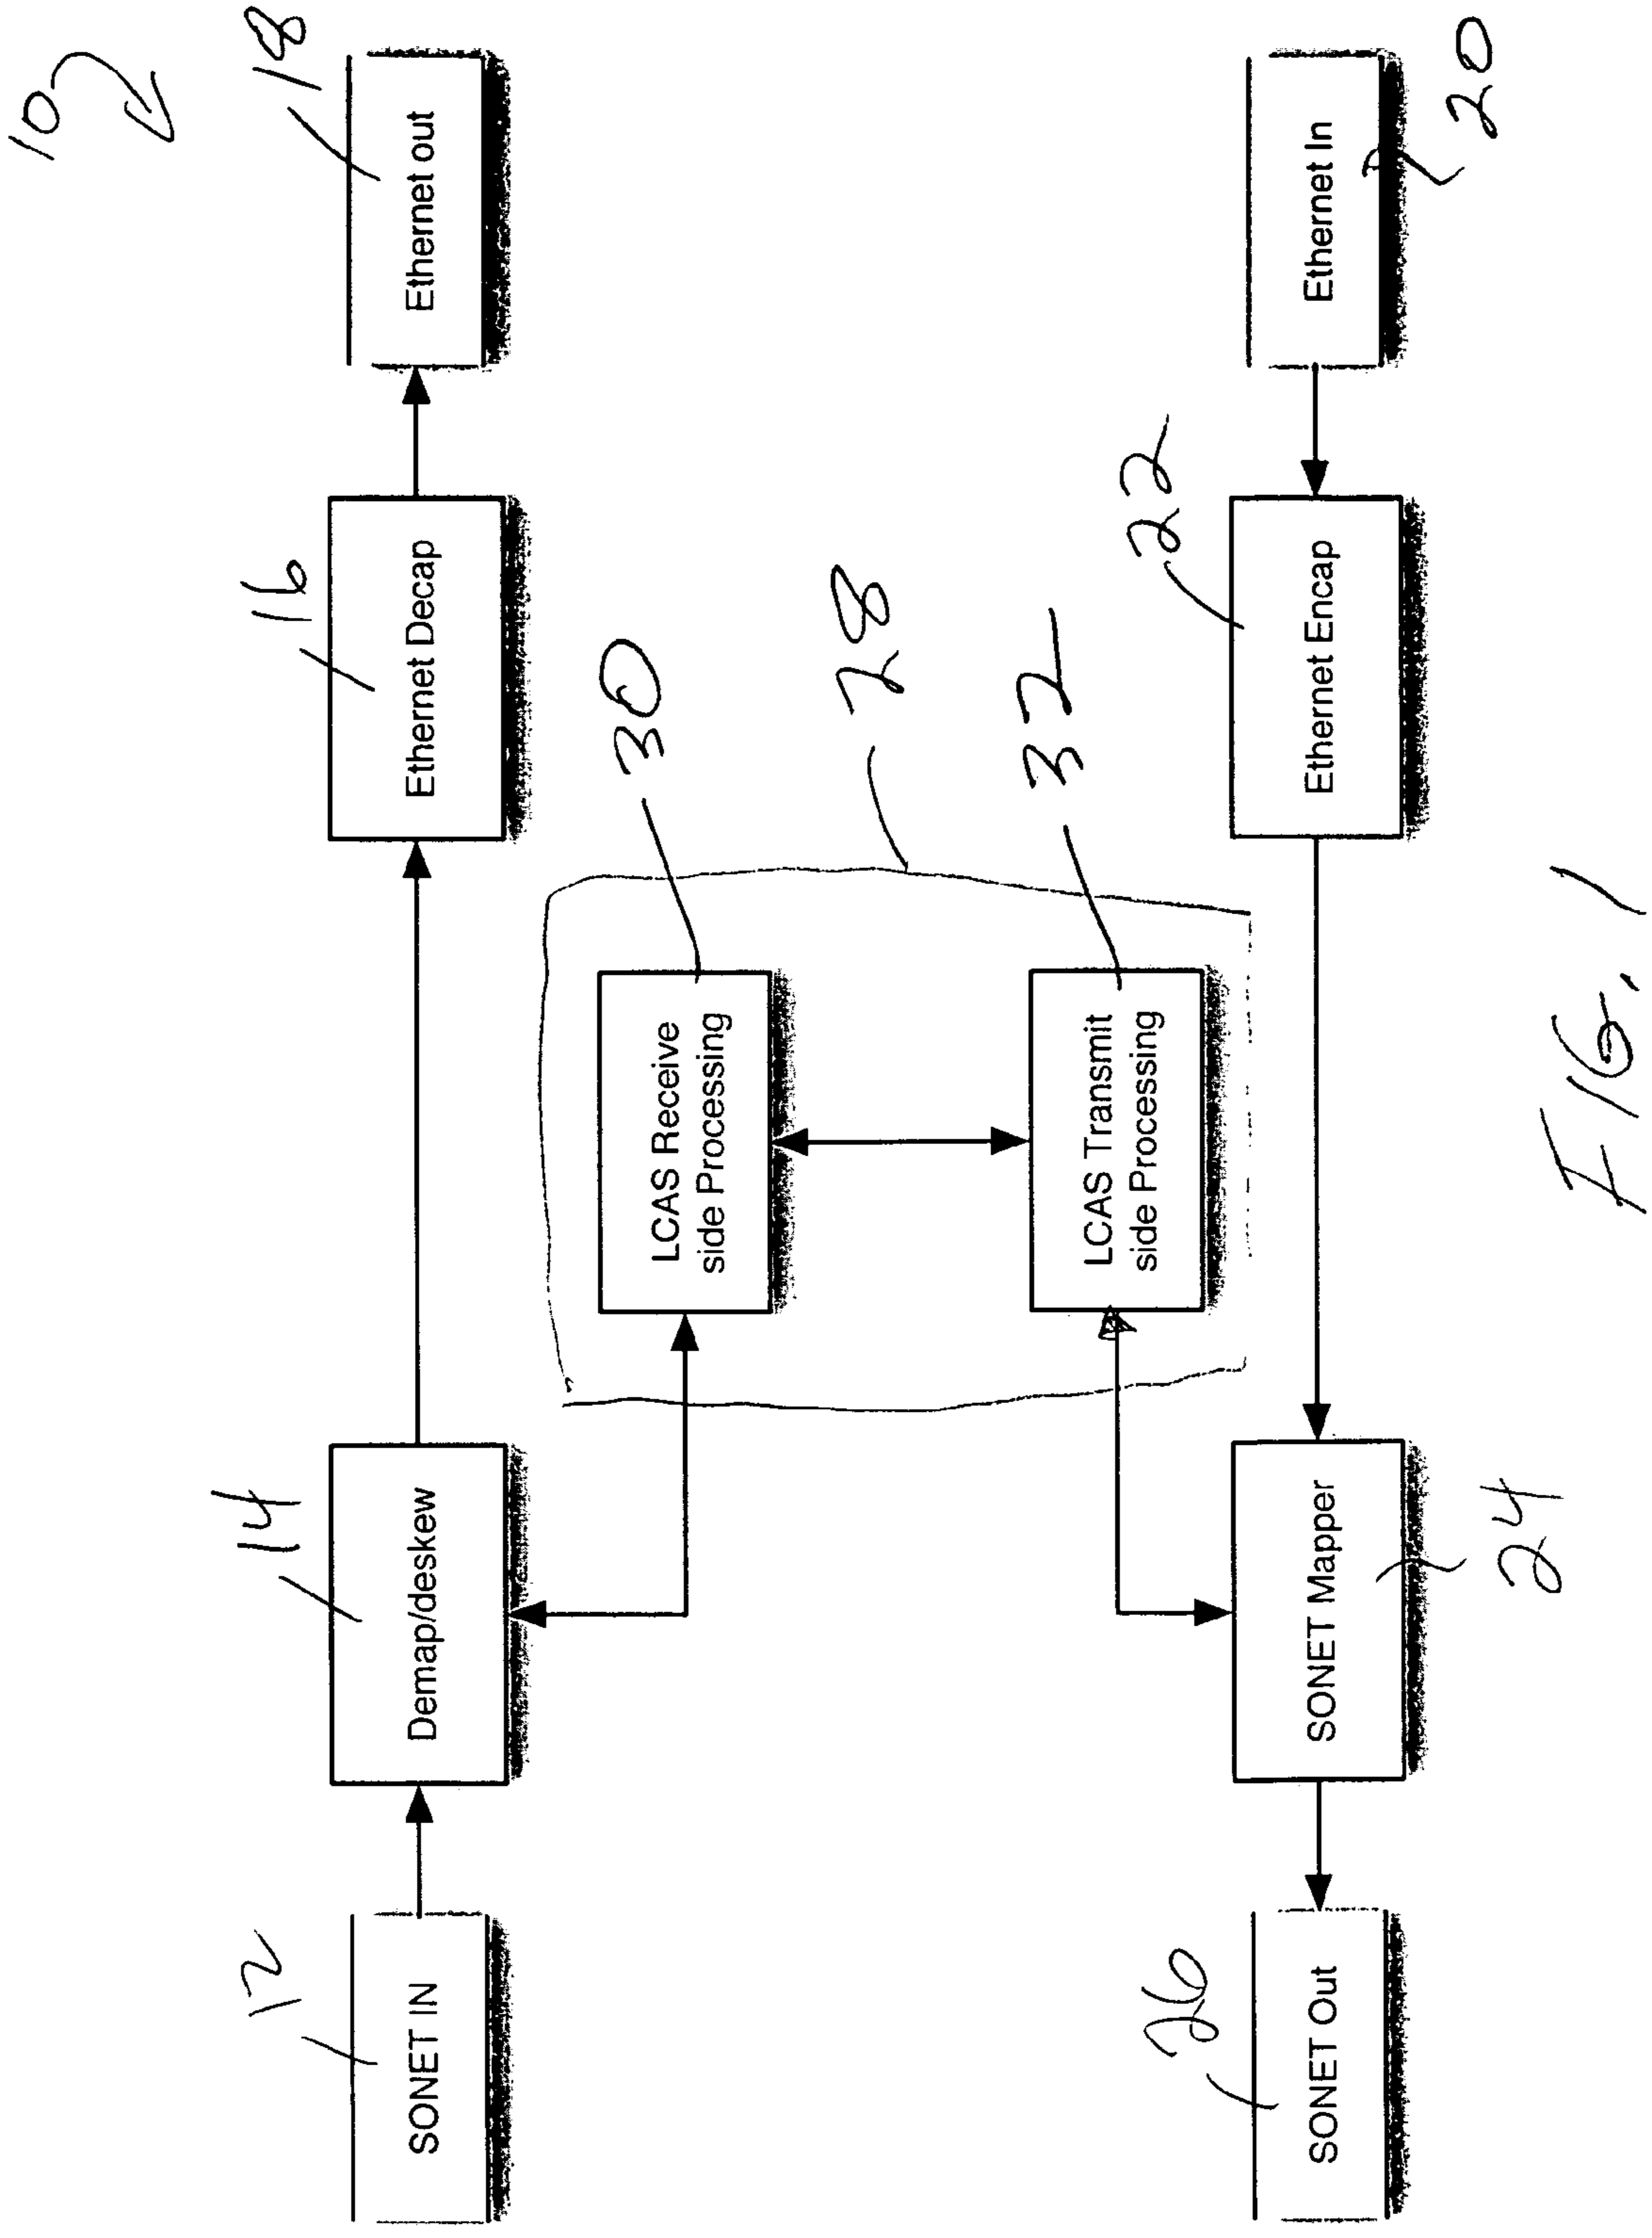 10
12
14
16
18
SONET IN
Demap/deskew
Ethernet Decap
Ethernet out
30
LCAS Receive
side Processing
28
32
LCAS Transmit
side Processing
26
22
SONET Out
SONET Mapper
Ethernet Encap
Ethernet In
24
20
FIG. 1